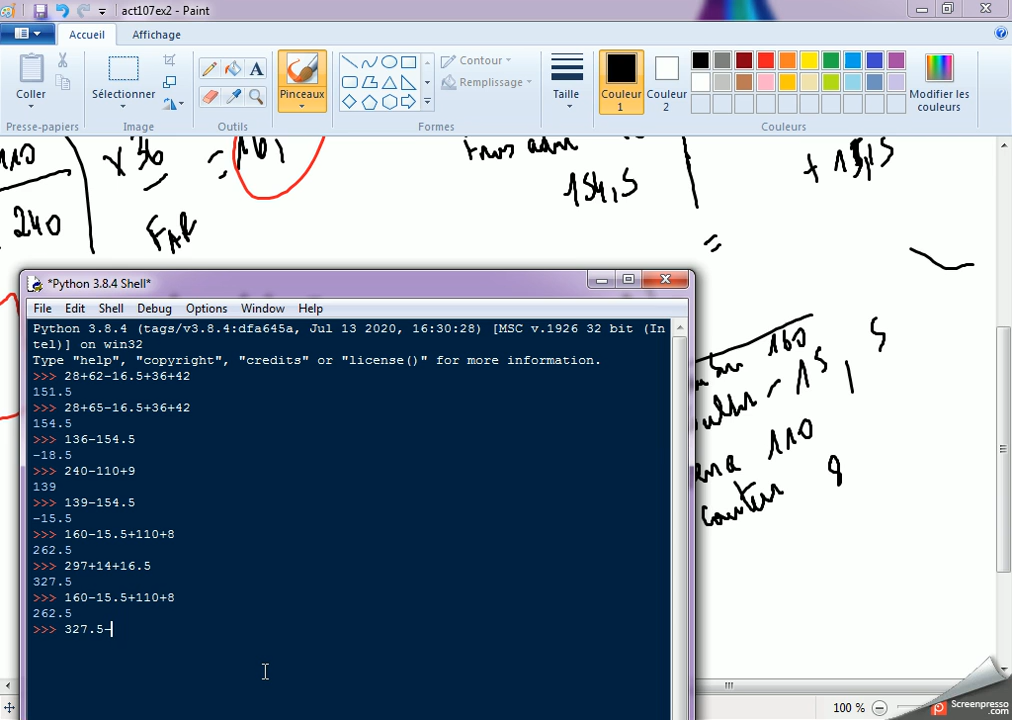 act107ex2 - Paint
Accueil
Affichage
Coller
Sélectionner
Pinceaux
Contour
Remplissage
Taille
Couleur 1
Couleur 2
Modifier les couleurs
Presse-papiers
Image
Outils
Formes
Couleurs
110
240
154,5
=
160
110
8
*Python 3.8.4 Shell*
File Edit Shell Debug Options Window Help
Python 3.8.4 (tags/v3.8.4:dfa645a, Jul 13 2020, 16:30:28) [MSC v.1926 32 bit (In
tel)] on win32
Type "help", "copyright", "credits" or "license()" for more information.
>>> 28+62-16.5+36+42
151.5
>>> 28+65-16.5+36+42
154.5
>>> 136-154.5
-18.5
>>> 240-110+9
139
>>> 139-154.5
-15.5
>>> 160-15.5+110+8
262.5
>>> 297+14+16.5
327.5
>>> 160-15.5+110+8
262.5
>>> 327.5-
100 %
Screenpresso
.com